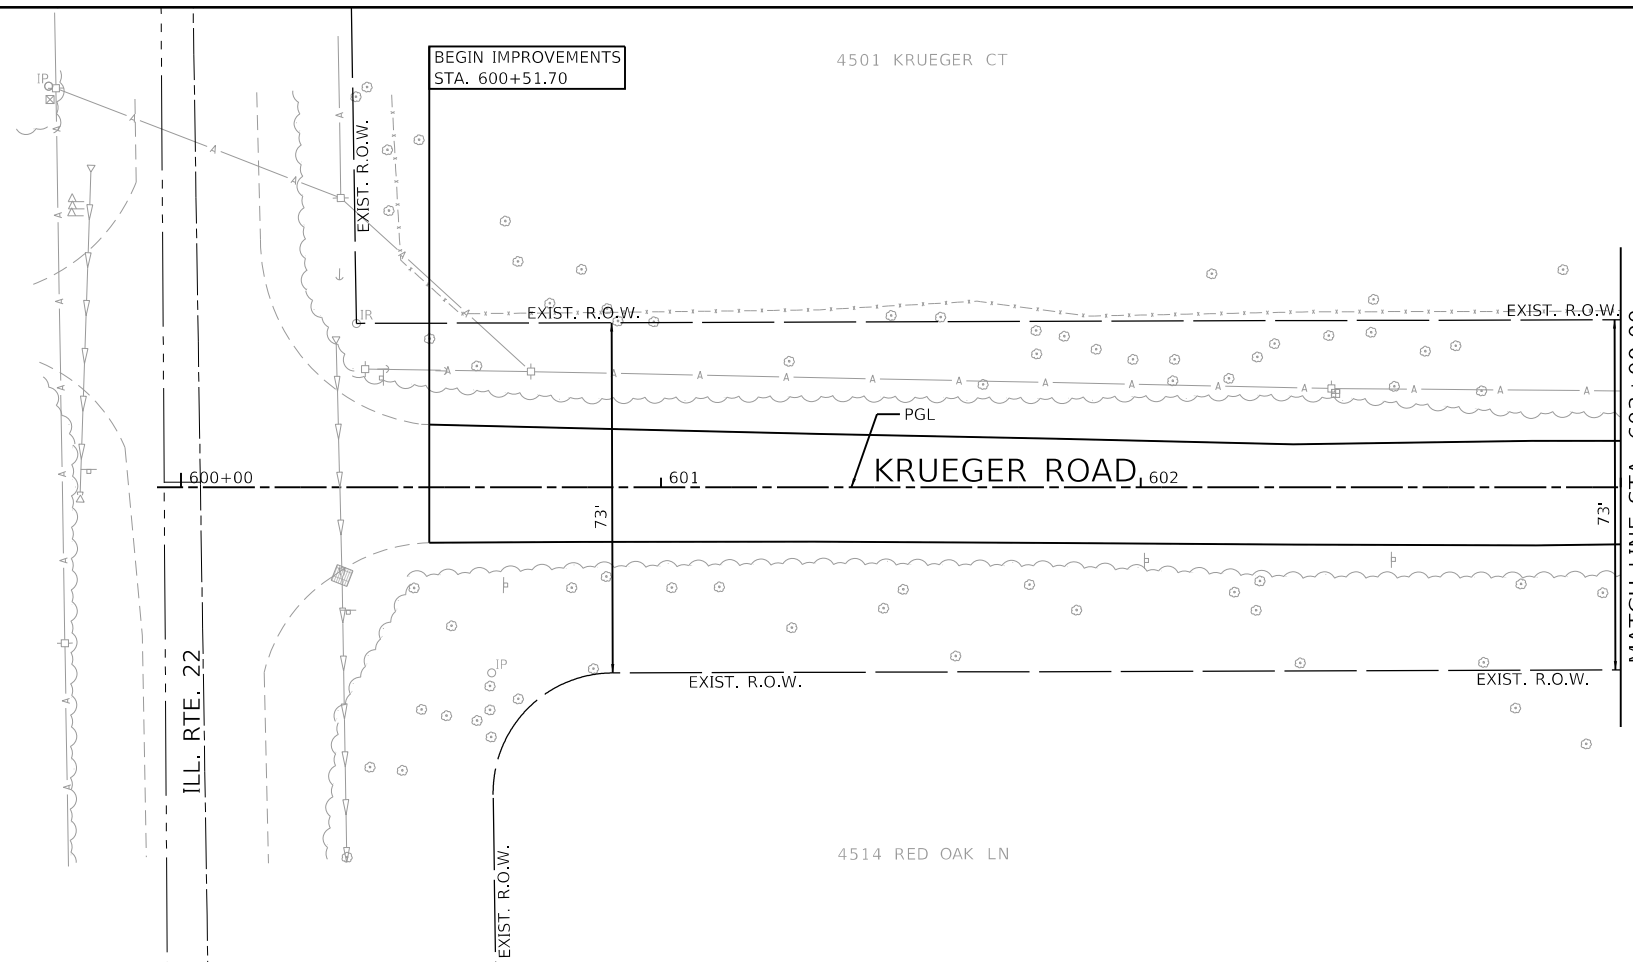 BEGIN IMPROVEMENTS
STA. 600+51.70
4501 KRUEGER CT
IP
EXIST. R.O.W.
IR
EXIST. R.O.W.
EXIST. R.O.W.
PGL
KRUEGER ROAD
600+00
601
602
73'
73'
ILL. RTE. 22
IP
EXIST. R.O.W.
EXIST. R.O.W.
4514 RED OAK LN
EXIST. R.O.W.